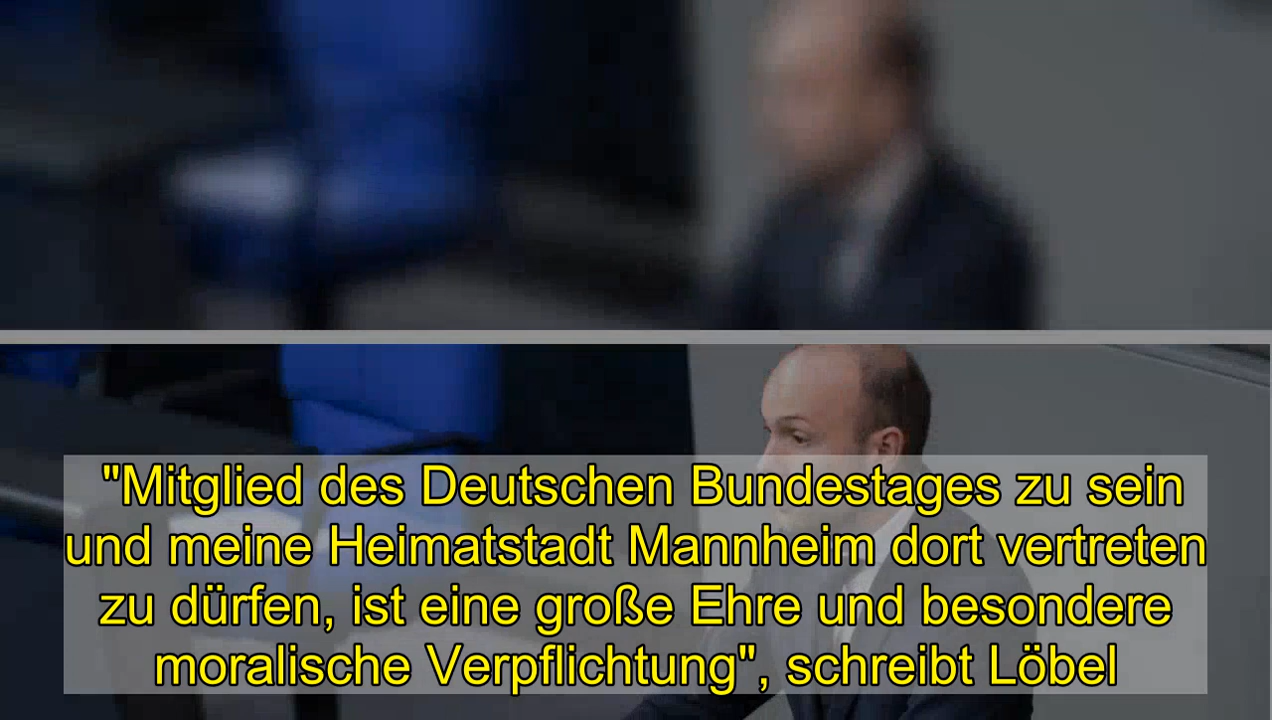 "Mitglied des Deutschen Bundestages zu sein
und meine Heimatstadt Mannheim dort vertreten
zu dürfen, ist eine große Ehre und besondere
moralische Verpflichtung", schreibt Löbel